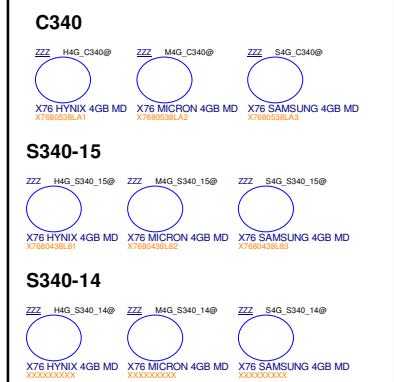 C340
ZZZ H4G_C340@ ZZZ M4G_C340@ ZZZ S4G_C340@
X76 HYNIX 4GB MD X76 MICRON 4GB MD X76 SAMSUNG 4GB MD
X7680538LA1 X7680538LA2 X7680538LA3
S340-15
ZZZ H4G_S340_15@ ZZZ M4G_S340_15@ ZZZ S4G_S340_15@
X76 HYNIX 4GB MD X76 MICRON 4GB MD X76 SAMSUNG 4GB MD
X7680438L81 X7680438L82 X7680438L83
S340-14
ZZZ H4G_S340_14@ ZZZ M4G_S340_14@ ZZZ S4G_S340_14@
X76 HYNIX 4GB MD X76 MICRON 4GB MD X76 SAMSUNG 4GB MD
XXXXXXXXX XXXXXXXXX XXXXXXXXX